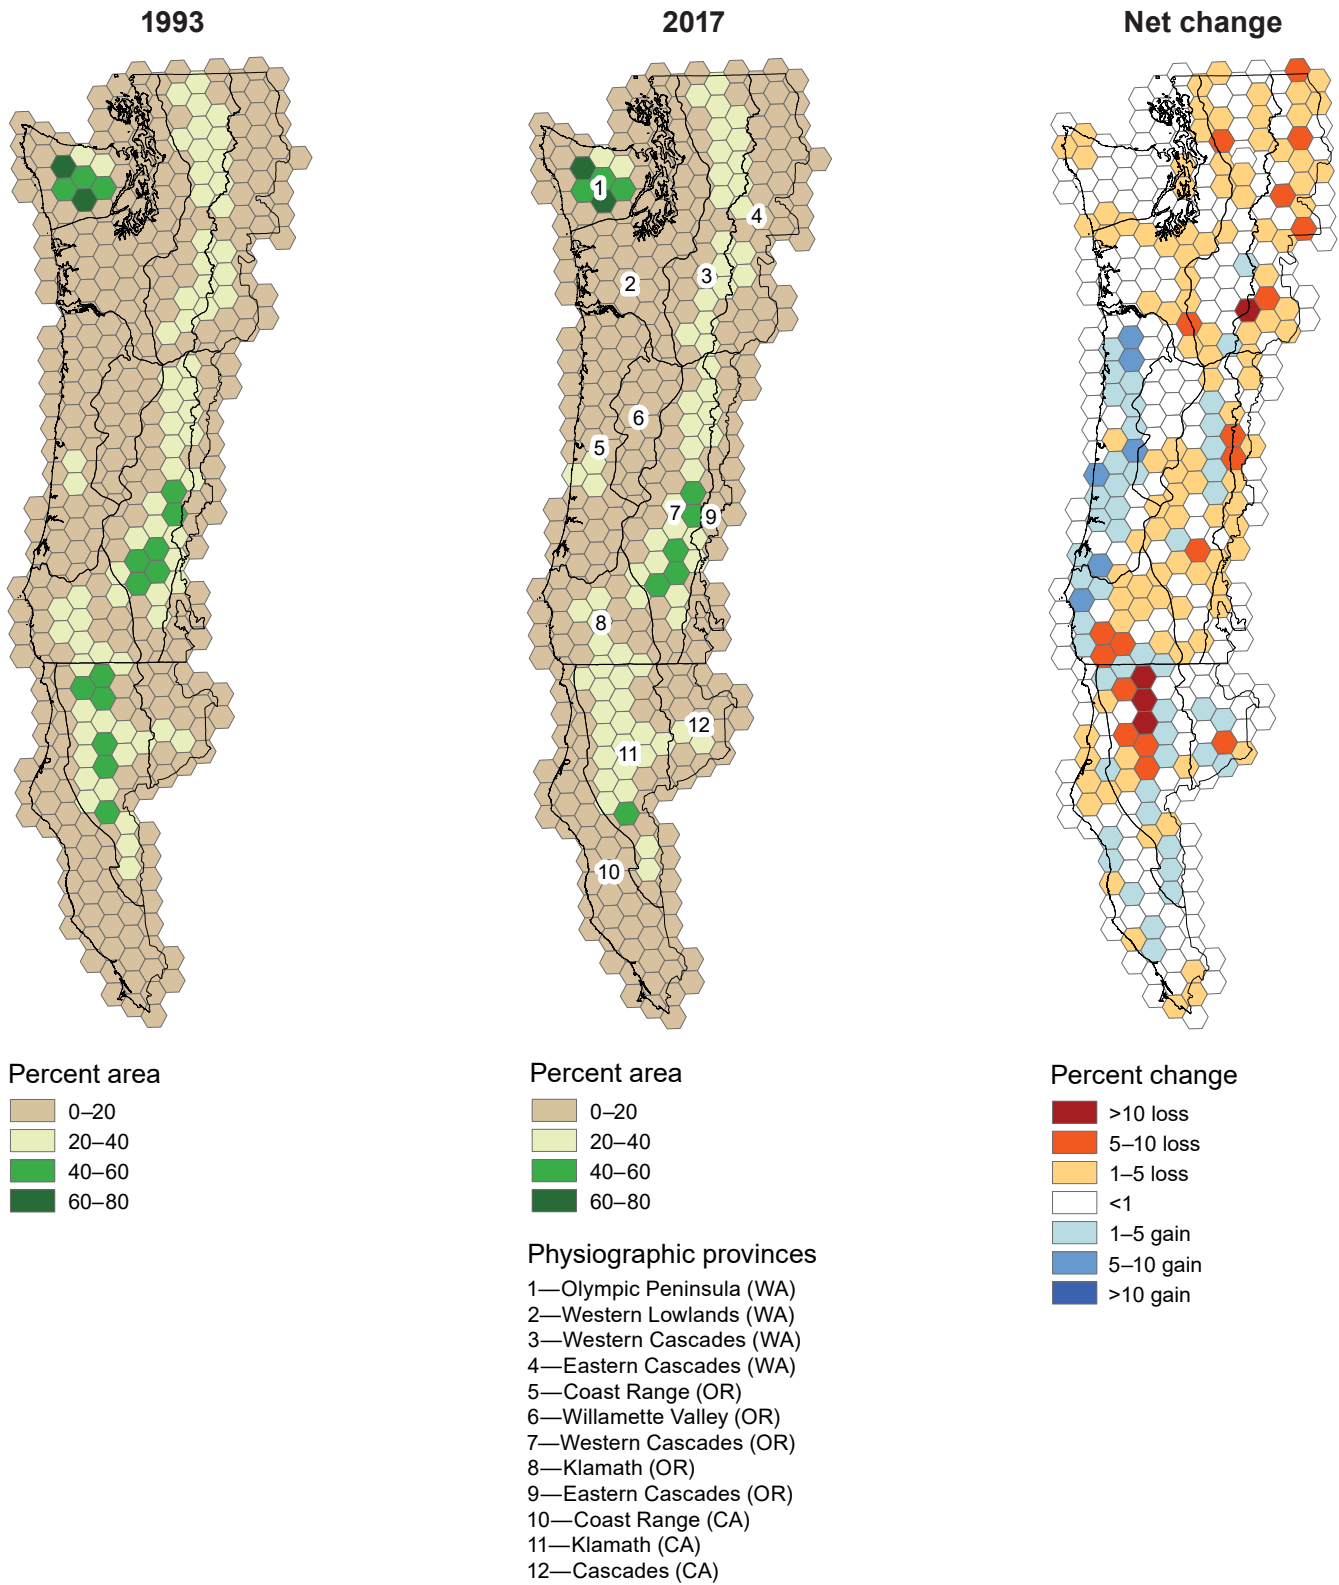 1993
2017
Net change
1
4
3
2
6
5
7
9
8
12
11
10
Percent area
0–20
20–40
40–60
60–80
Percent area
0–20
20–40
40–60
60–80
Physiographic provinces
1—Olympic Peninsula (WA)
2—Western Lowlands (WA)
3—Western Cascades (WA)
4—Eastern Cascades (WA)
5—Coast Range (OR)
6—Willamette Valley (OR)
7—Western Cascades (OR)
8—Klamath (OR)
9—Eastern Cascades (OR)
10—Coast Range (CA)
11—Klamath (CA)
12—Cascades (CA)
Percent change
>10 loss
5–10 loss
1–5 loss
<1
1–5 gain
5–10 gain
>10 gain